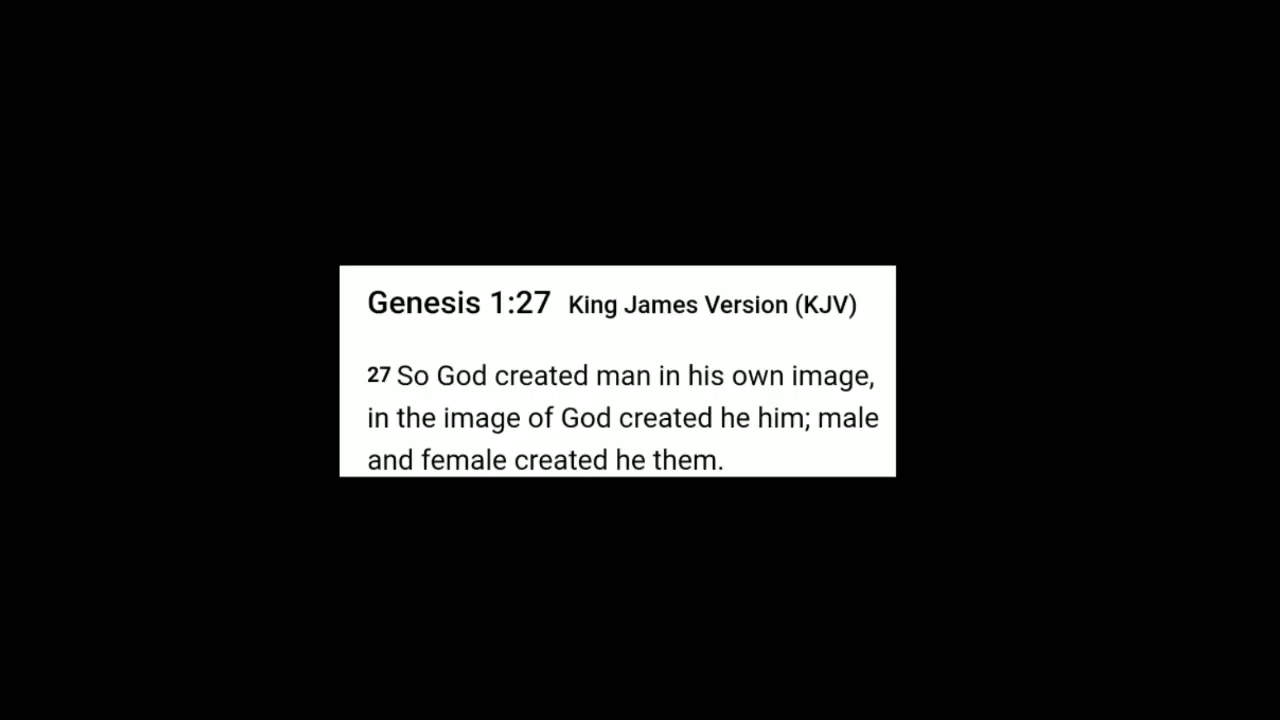 Genesis 1:27 King James Version (KJV)
27 So God created man in his own image,
in the image of God created he him; male
and female created he them.